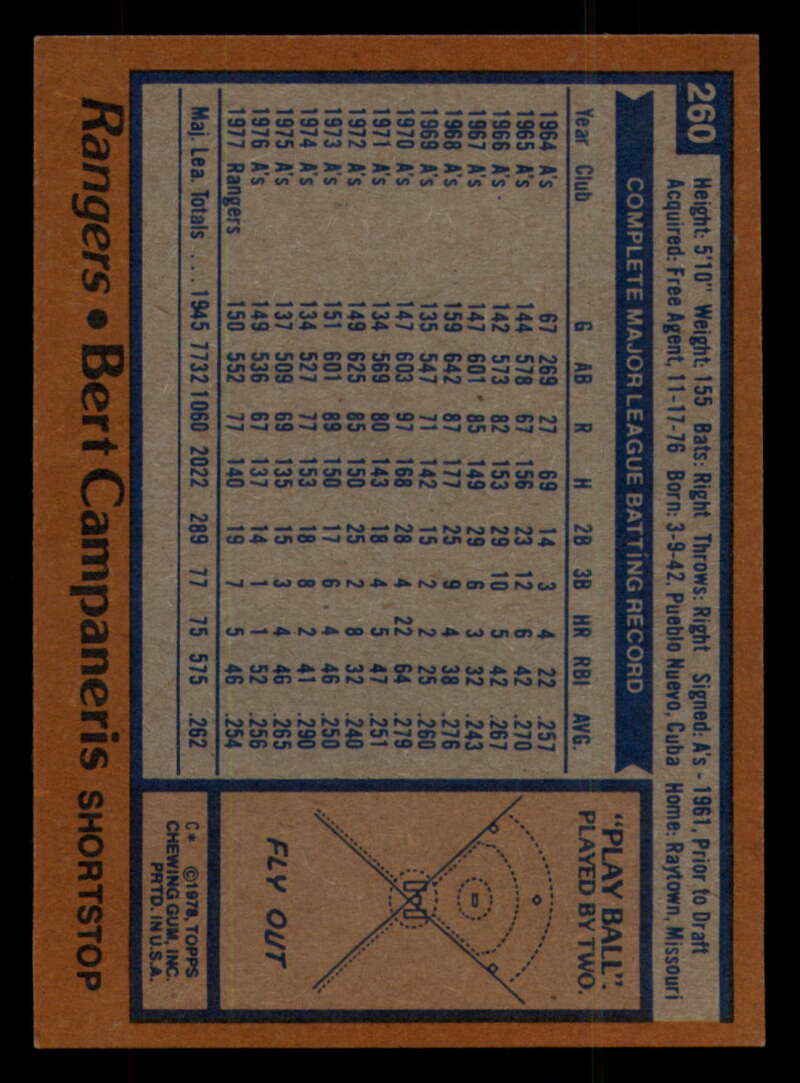 260
Height: 5'10" Weight: 155 Bats: Right Throws: Right Signed: A's - 1961, Prior to Draft
Acquired: Free Agent, 11-17-76 Born: 3-9-42, Pueblo Nuevo, Cuba Home: Raytown, Missouri
COMPLETE MAJOR LEAGUE BATTING RECORD
Year Club G AB R H 2B 3B HR RBI AVG.
1964 A's 67 269 27 69 14 3 4 22 .257
1965 A's 144 578 67 156 23 12 6 42 .270
1966 A's 142 573 82 153 29 10 5 42 .267
1967 A's 147 601 85 149 29 6 3 32 .243
1968 A's 159 642 87 177 25 9 4 38 .276
1969 A's 135 547 71 142 15 2 2 25 .260
1970 A's 147 603 97 168 28 4 22 64 .279
1971 A's 134 569 80 143 18 4 5 47 .251
1972 A's 149 625 85 150 25 2 8 32 .240
1973 A's 151 601 89 150 17 6 4 46 .250
1974 A's 134 527 77 153 18 8 2 41 .290
1975 A's 137 509 69 135 15 3 4 46 .265
1976 A's 149 536 67 137 14 1 1 52 .256
1977 Rangers 150 552 77 140 19 7 5 46 .254
Maj. Lea. Totals . . . . 1945 7732 1060 2022 289 77 75 575 .262
"PLAY BALL".
PLAYED BY TWO.
FLY OUT
C* ©1978, TOPPS
CHEWING GUM, INC.
PRTD. IN U.S.A.
Rangers • Bert Campaneris SHORTSTOP